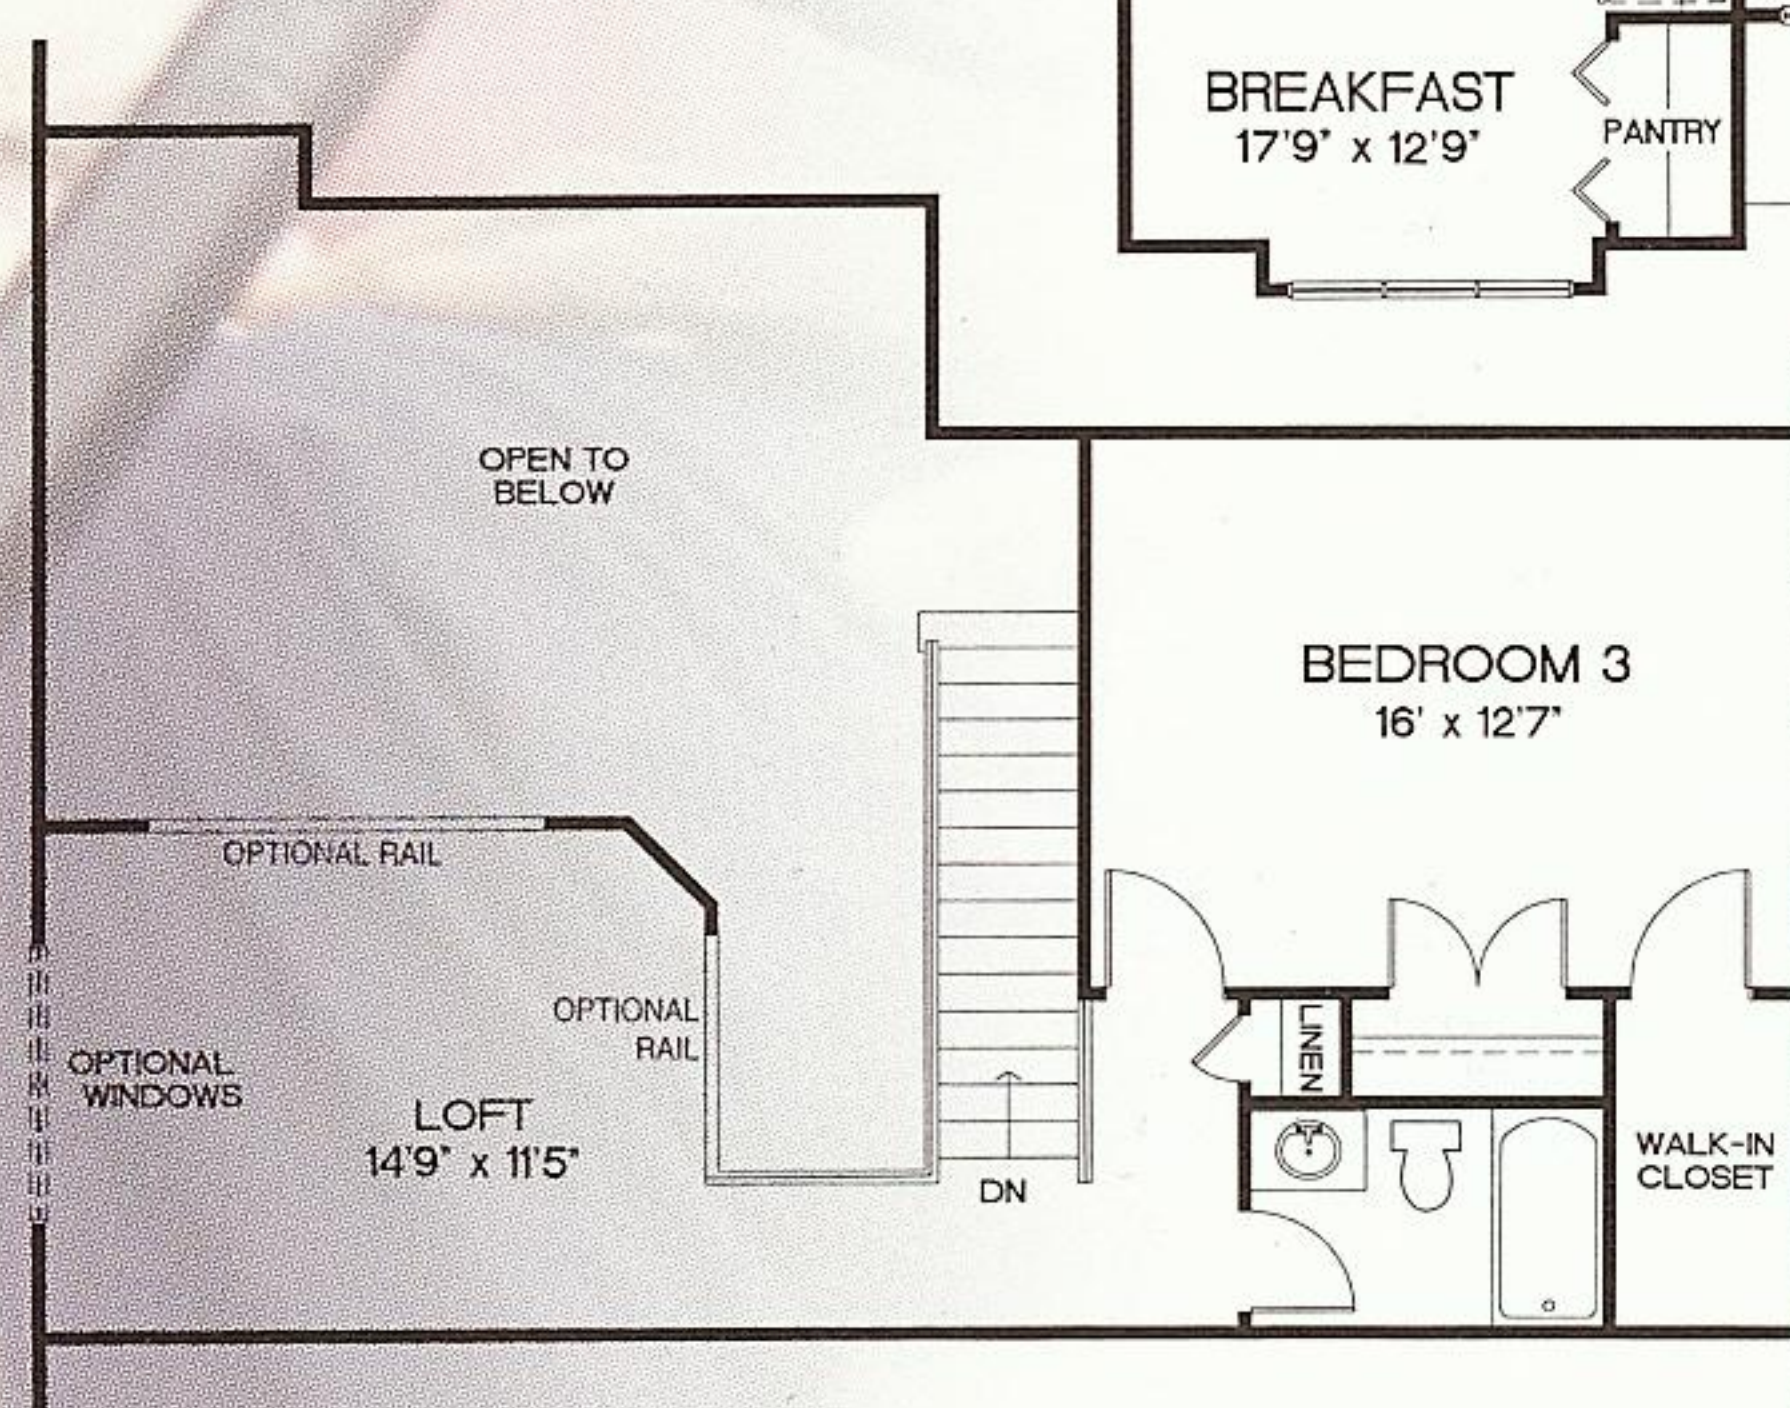 BREAKFAST
17'9" x 12'9"
PANTRY
OPEN TO
BELOW
BEDROOM 3
16' x 12'7"
OPTIONAL RAIL
OPTIONAL
RAIL
OPTIONAL
WINDOWS
LOFT
14'9" x 11'5"
DN
LINEN
WALK-IN
CLOSET